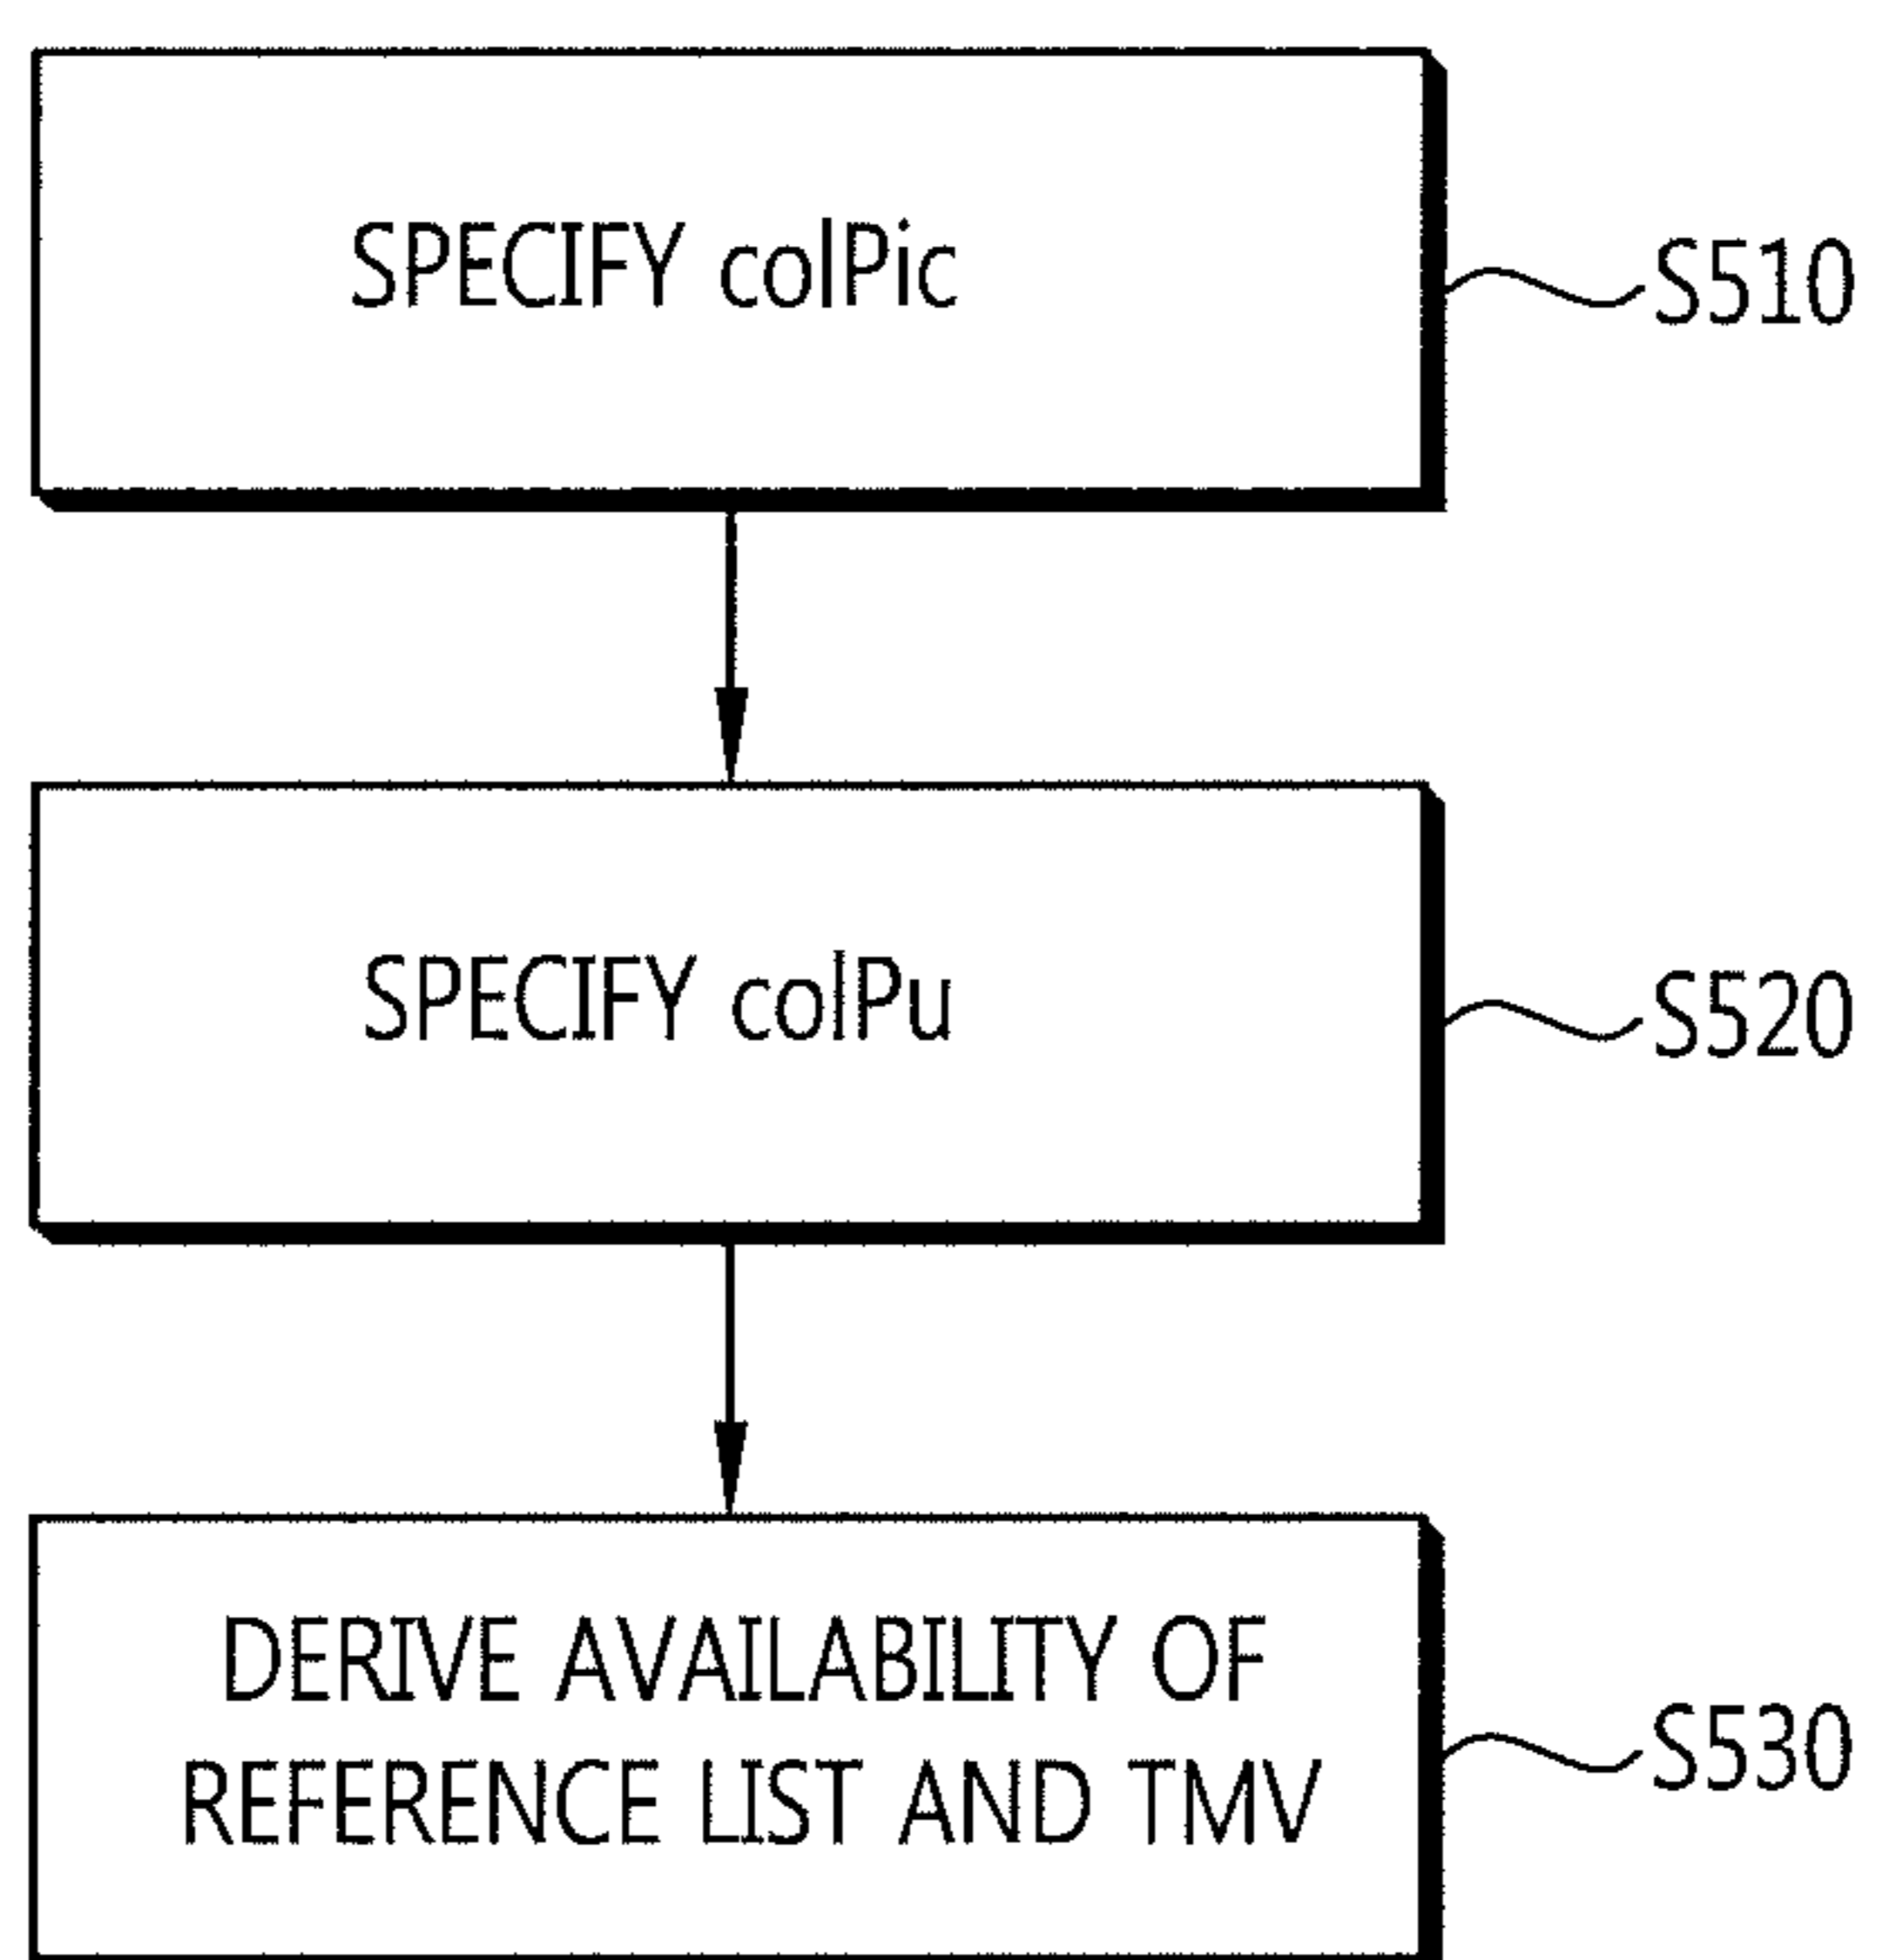 SPECIFY colPic
S510
SPECIFY colPu
S520
DERIVE AVAILABILITY OF
REFERENCE LIST AND TMV
S530